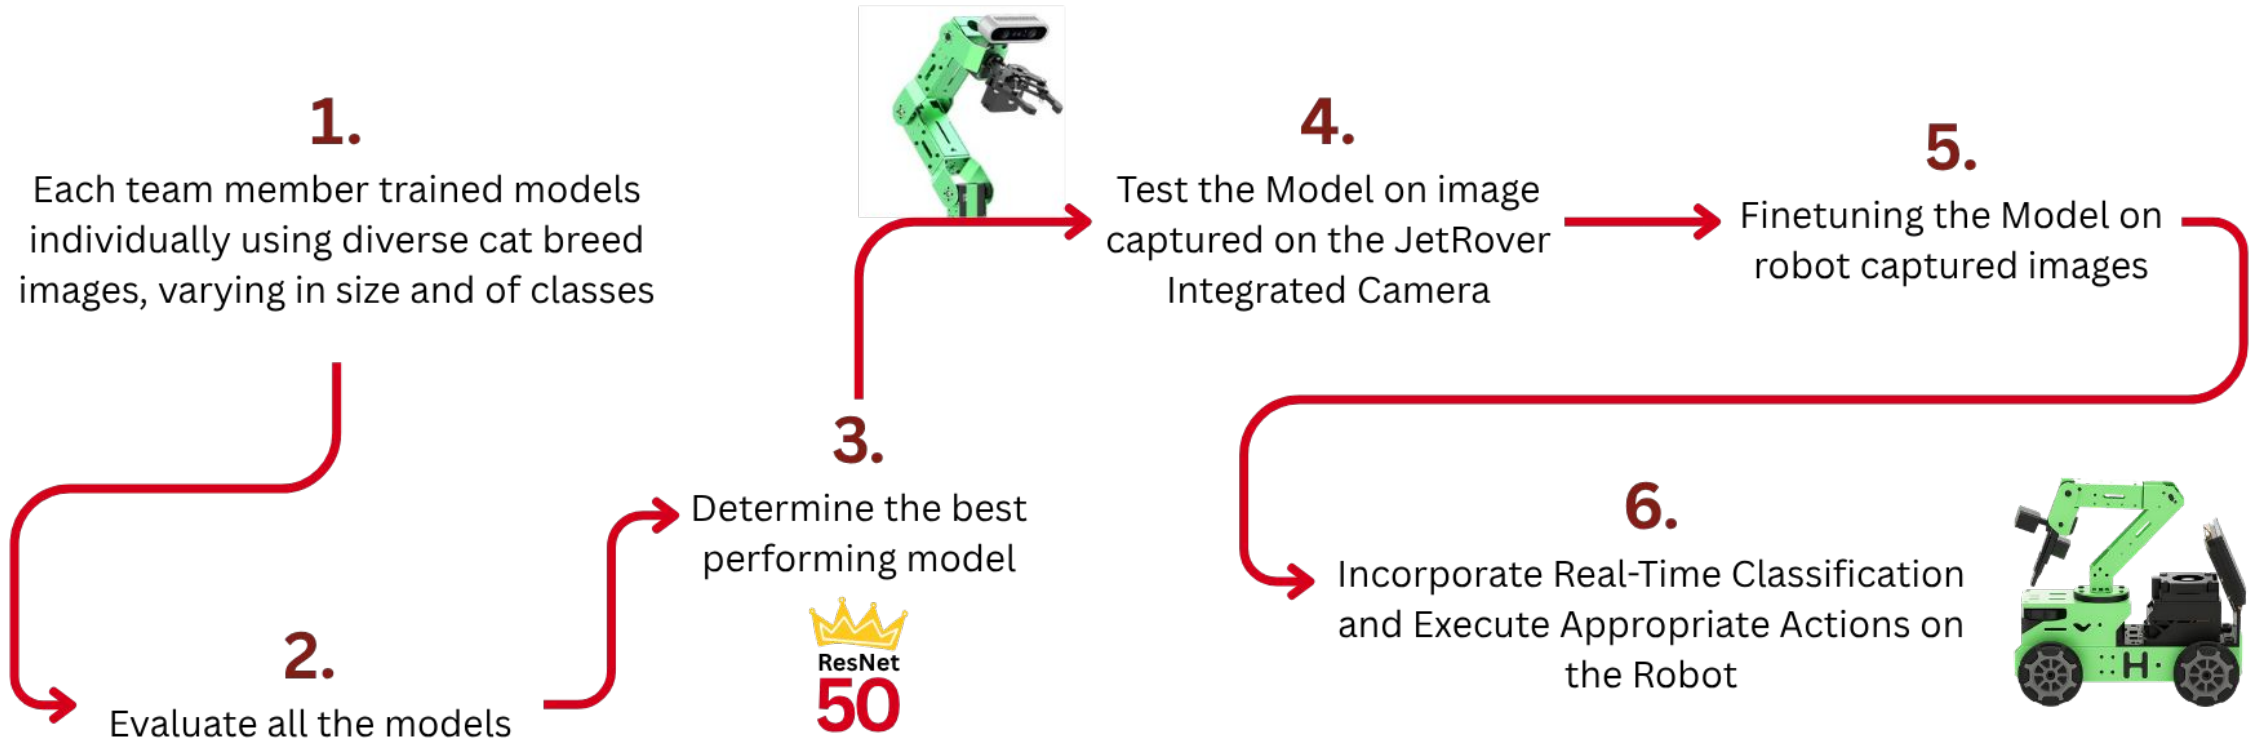 1.
Each team member trained models
individually using diverse cat breed
images, varying in size and of classes
2.
Evaluate all the models
3.
Determine the best
performing model
ResNet
50
4.
Test the Model on image
captured on the JetRover
Integrated Camera
5.
Finetuning the Model on
robot captured images
6.
Incorporate Real-Time Classification
and Execute Appropriate Actions on
the Robot
H